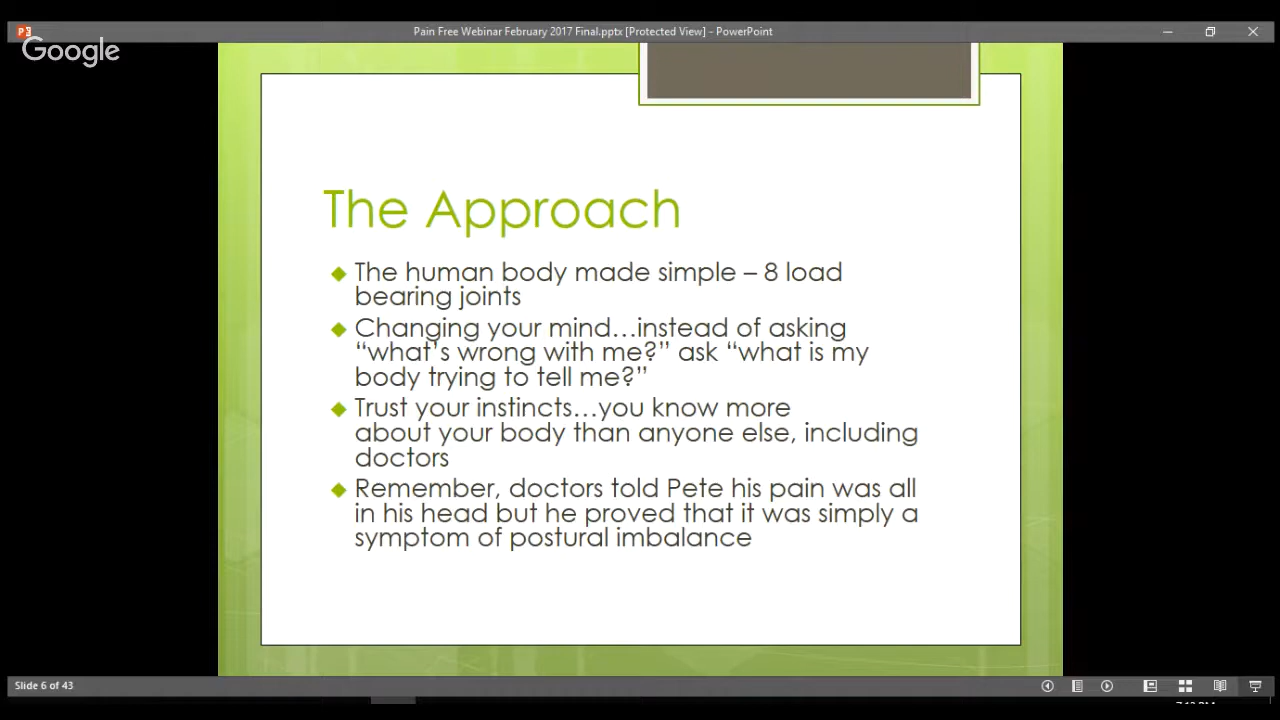 Pain Free Webinar February 2017 Final.pptx [Protected View] - PowerPoint
Google
The Approach
The human body made simple – 8 load
bearing joints
Changing your mind…instead of asking
“what’s wrong with me?” ask “what is my
body trying to tell me?”
Trust your instincts…you know more
about your body than anyone else, including
doctors
Remember, doctors told Pete his pain was all
in his head but he proved that it was simply a
symptom of postural imbalance
Slide 6 of 43